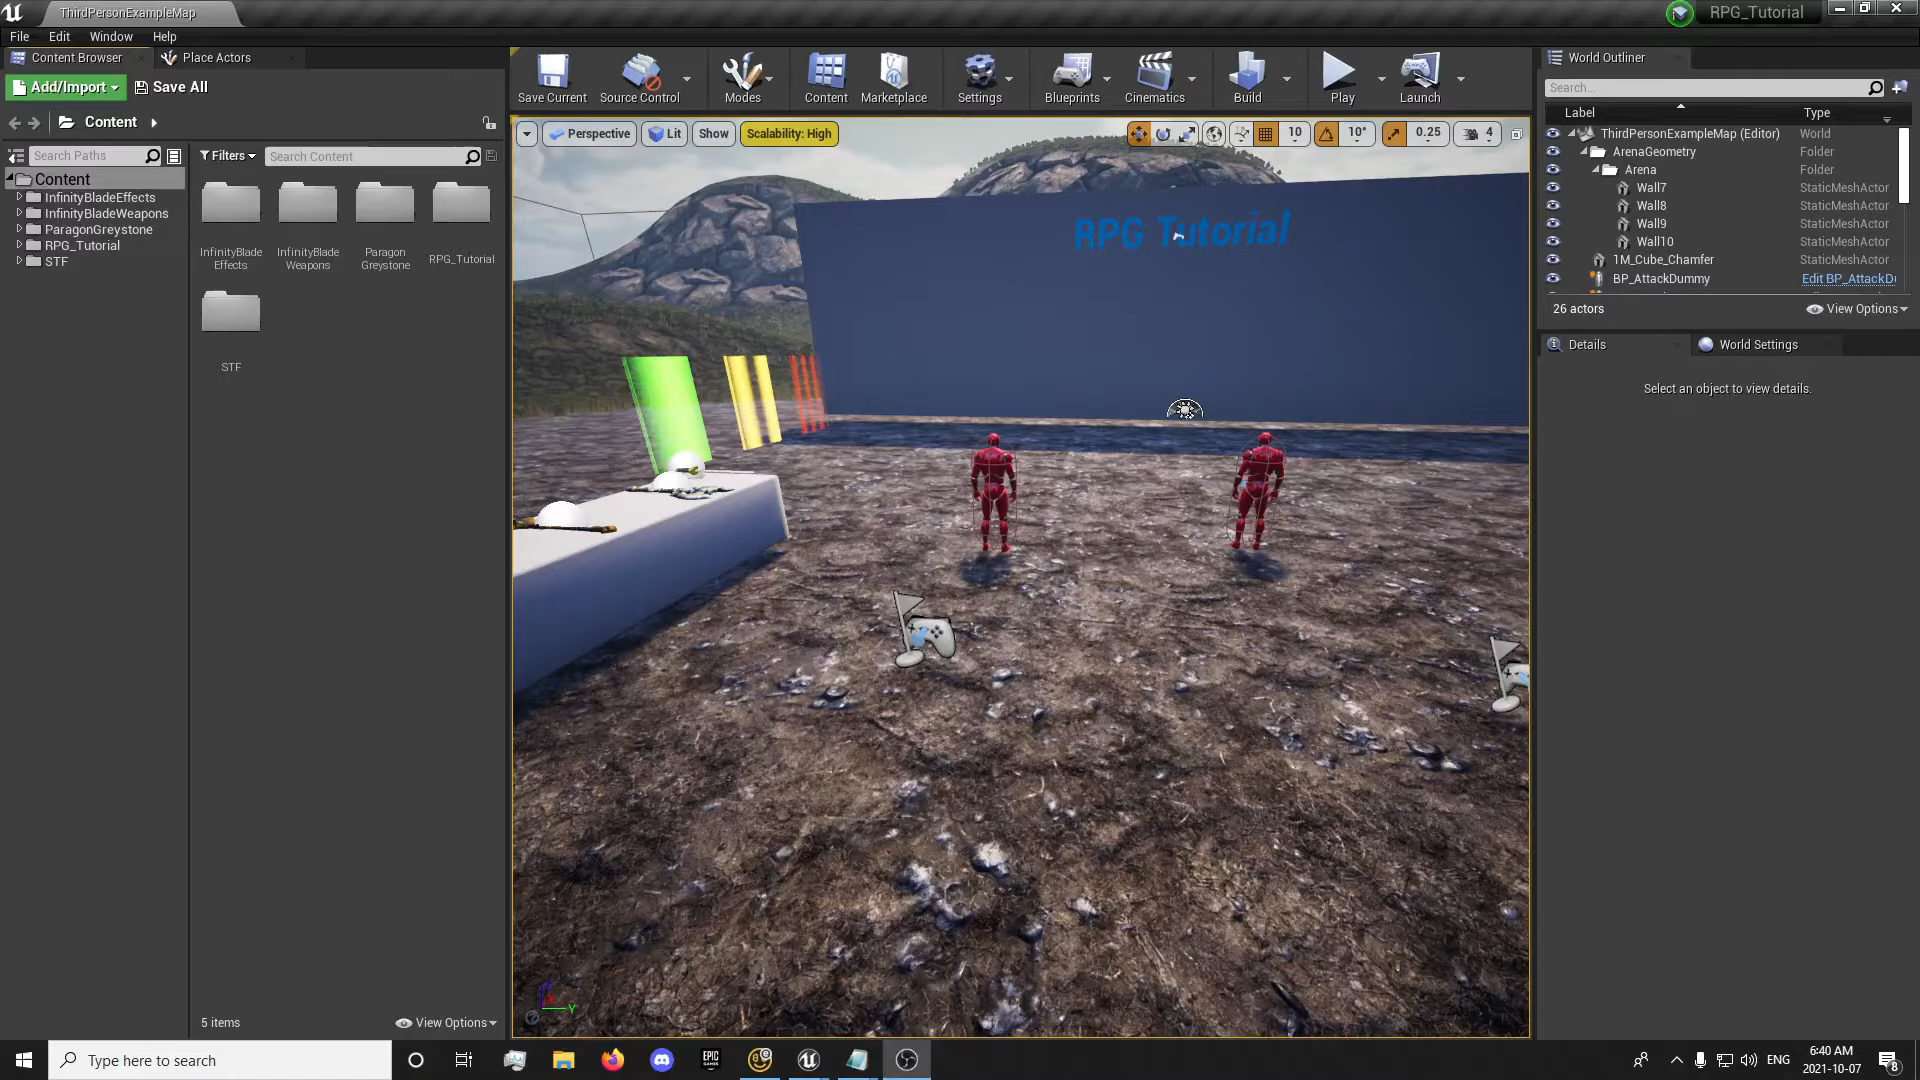 ThirdPersonExampleMap
RPG_Tutorial
File Edit Window Help
Content Browser Place Actors
Add/Import Save All
Content
Search Paths
Content
InfinityBladeEffects
InfinityBladeWeapons
ParagonGreystone
RPG_Tutorial
STF
Filters Search Content
InfinityBlade
Effects
InfinityBlade
Weapons
Paragon
Greystone
RPG_Tutorial
STF
5 items View Options
Save Current Source Control Modes Content Marketplace Settings Blueprints Cinematics Build Play Launch
Perspective Lit Show Scalability: High 10 10° 0.25 4
RPG Tutorial
Z
X
Y
World Outliner
Search...
Label Type
ThirdPersonExampleMap (Editor) World
ArenaGeometry Folder
Arena Folder
Wall7 StaticMeshActor
Wall8 StaticMeshActor
Wall9 StaticMeshActor
Wall10 StaticMeshActor
1M_Cube_Chamfer StaticMeshActor
BP_AttackDummy Edit BP_AttackD
26 actors View Options
Details World Settings
Select an object to view details.
Type here to search
EPIC
GAMES
ENG
6:40 AM
2021-10-07
8